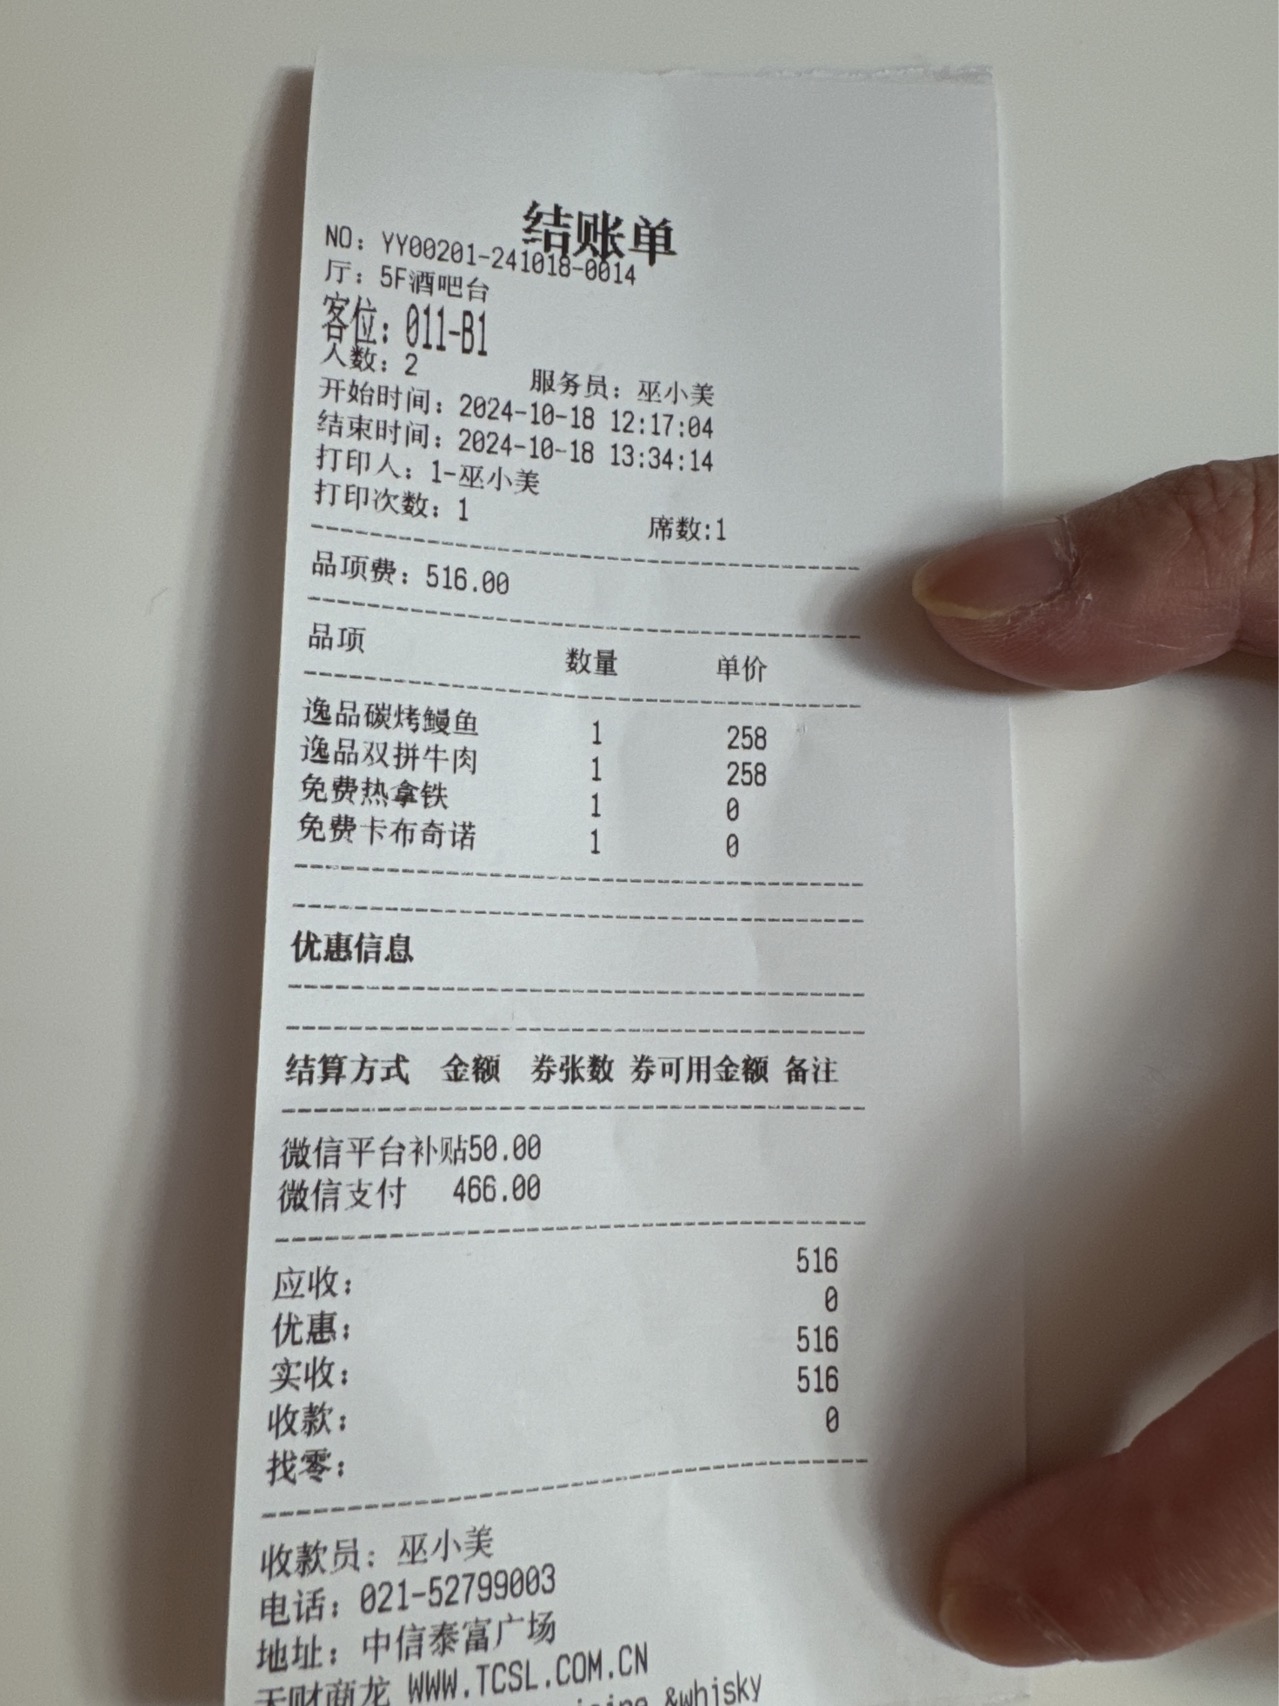 结账单
NO: YY00201-241018-0014
厅: 5F酒吧台
客位: 011-B1
人数: 2 服务员: 巫小美
开始时间: 2024-10-18 12:17:04
结束时间: 2024-10-18 13:34:14
打印人: 1-巫小美
打印次数: 1 席数:1
品项费: 516.00
品项 数量 单价
逸品碳烤鳗鱼 1 258
逸品双拼牛肉 1 258
免费热拿铁 1 0
免费卡布奇诺 1 0
优惠信息
结算方式 金额 券张数 券可用金额 备注
微信平台补贴50.00
微信支付 466.00
应收: 516
优惠: 0
实收: 516
收款: 516
找零: 0
收款员: 巫小美
电话: 021-52799003
地址: 中信泰富广场
天财商龙 WWW.TCSL.COM.CN
&whisky